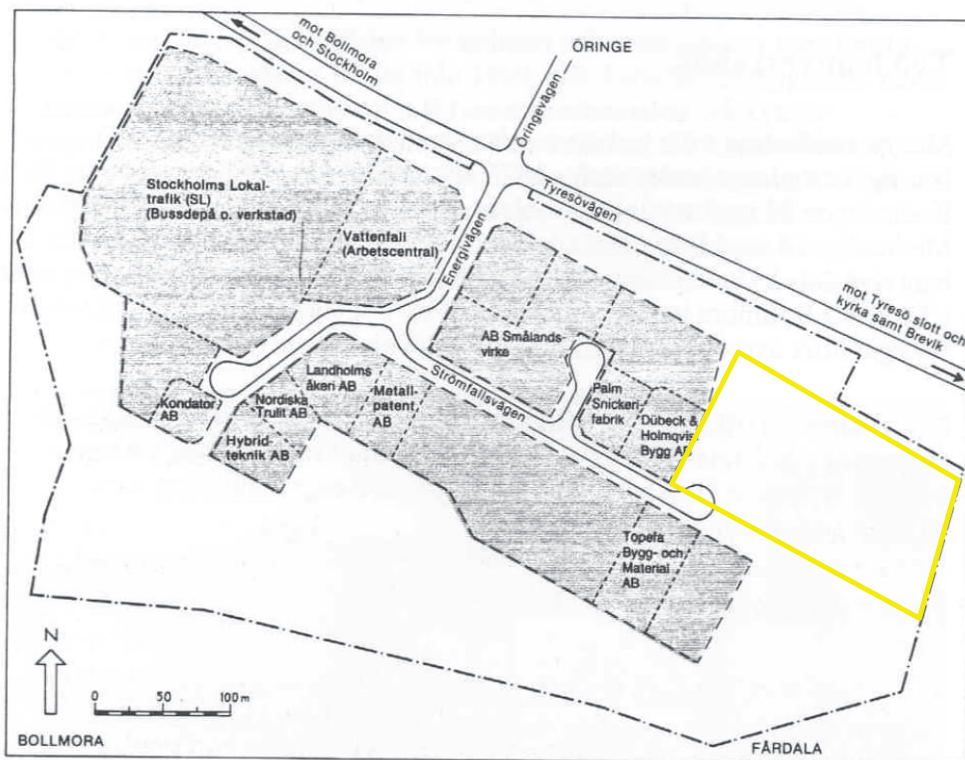 mot Bollmora
och Stockholm
ÖRINGE
Öringevägen
Tyresövägen
mot Tyresö slott och
kyrka samt Brevik
Stockholms Lokal-
trafik (SL)
(Bussdepå o. verkstad)
Vattenfall
(Arbetscentral)
Energivägen
AB Smålands-
virke
Strömfallsvägen
Palm
Snickeri-
fabrik
Dübeck &
Holmqvist
Bygg AB
Landholms
åkeri AB
Metall-
patent
AB
Kondator
AB
Nordiska
Trulit AB
Hybrid-
teknik AB
Topefa
Bygg- och
Material
AB
N
0 50 100 m
BOLLMORA
FÅRDALA